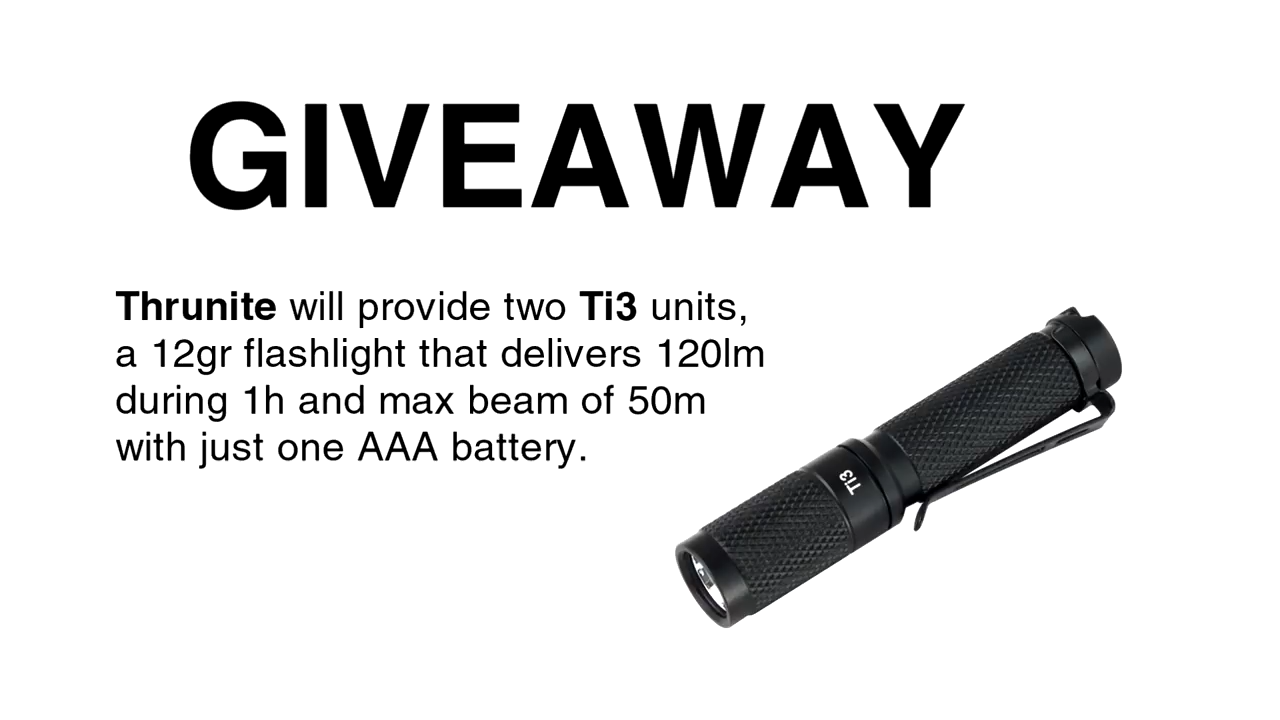 GIVEAWAY
Thrunite will provide two Ti3 units,
a 12gr flashlight that delivers 120lm
during 1h and max beam of 50m
with just one AAA battery.
Ti3